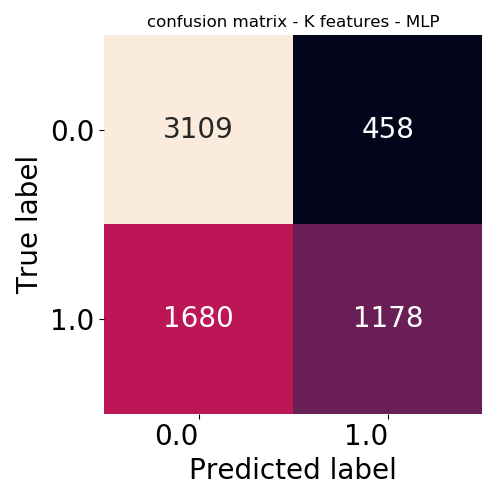 confusion matrix - K features - MLP
True label
0.0
3109
458
1.0
1680
1178
0.0
1.0
Predicted label